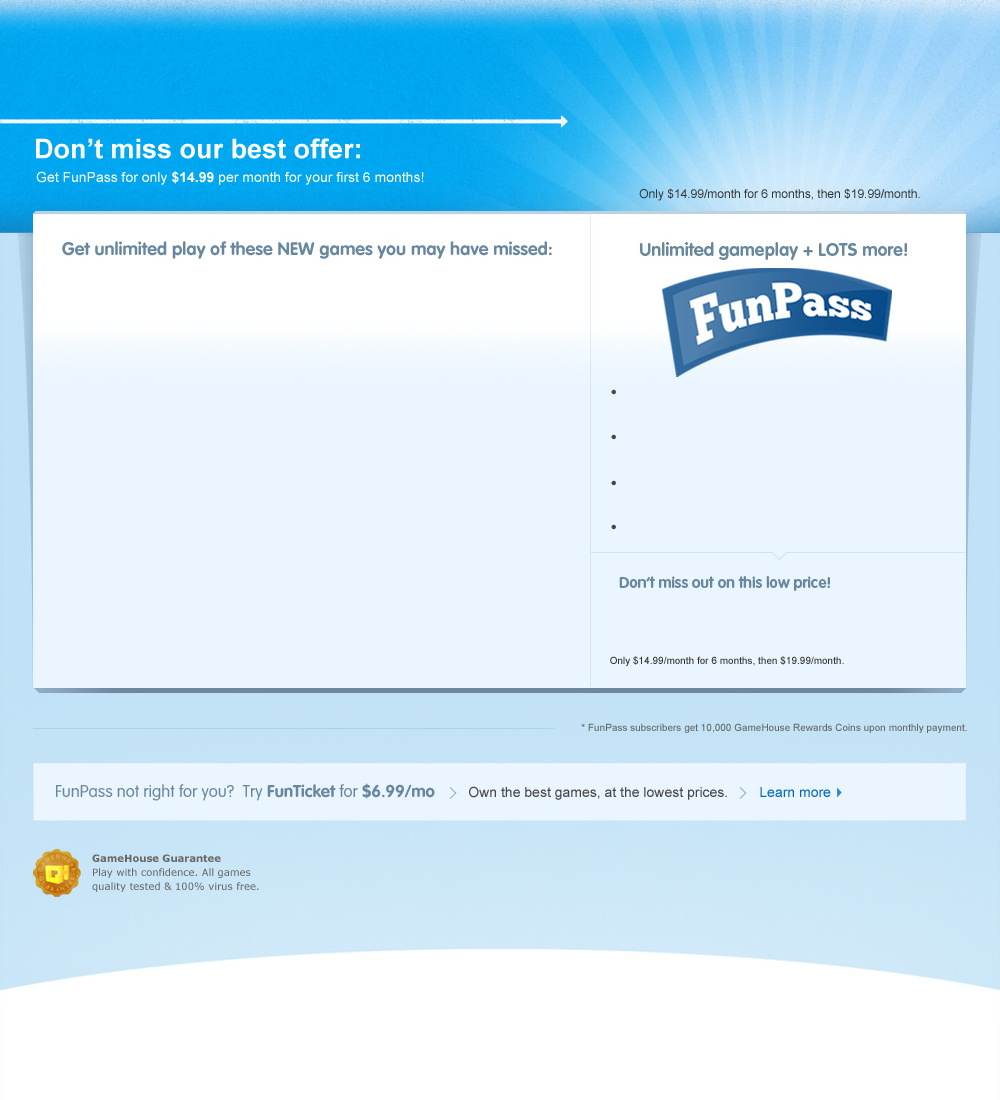 Don't miss our best offer:
Get FunPass for only $14.99 per month for your first 6 months!
Only $14.99/month for 6 months, then $19.99/month.
Get unlimited play of these NEW games you may have missed:
Unlimited gameplay + LOTS more!
FunPass
Don't miss out on this low price!
Only $14.99/month for 6 months, then $19.99/month.
* FunPass subscribers get 10,000 GameHouse Rewards Coins upon monthly payment.
FunPass not right for you? Try FunTicket for $6.99/mo > Own the best games, at the lowest prices. > Learn more
GameHouse Guarantee
Play with confidence. All games
quality tested & 100% virus free.